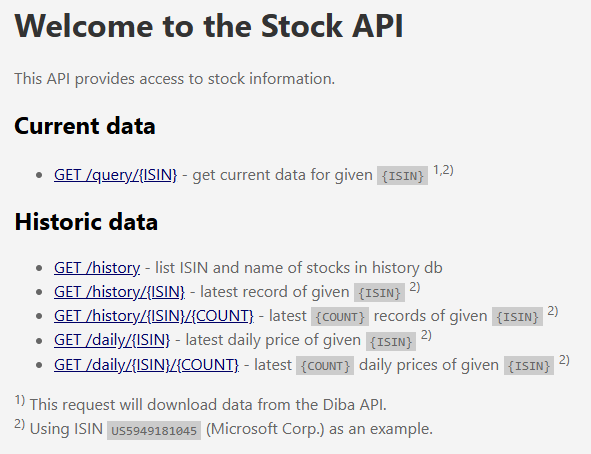 Welcome to the Stock API
This API provides access to stock information.
Current data
• GET /query/{ISIN} - get current data for given {ISIN} 1,2)
Historic data
• GET /history - list ISIN and name of stocks in history db
• GET /history/{ISIN} - latest record of given {ISIN} 2)
• GET /history/{ISIN}/{COUNT} - latest {COUNT} records of given {ISIN} 2)
• GET /daily/{ISIN} - latest daily price of given {ISIN} 2)
• GET /daily/{ISIN}/{COUNT} - latest {COUNT} daily prices of given {ISIN} 2)
1) This request will download data from the Diba API.
2) Using ISIN US5949181045 (Microsoft Corp.) as an example.